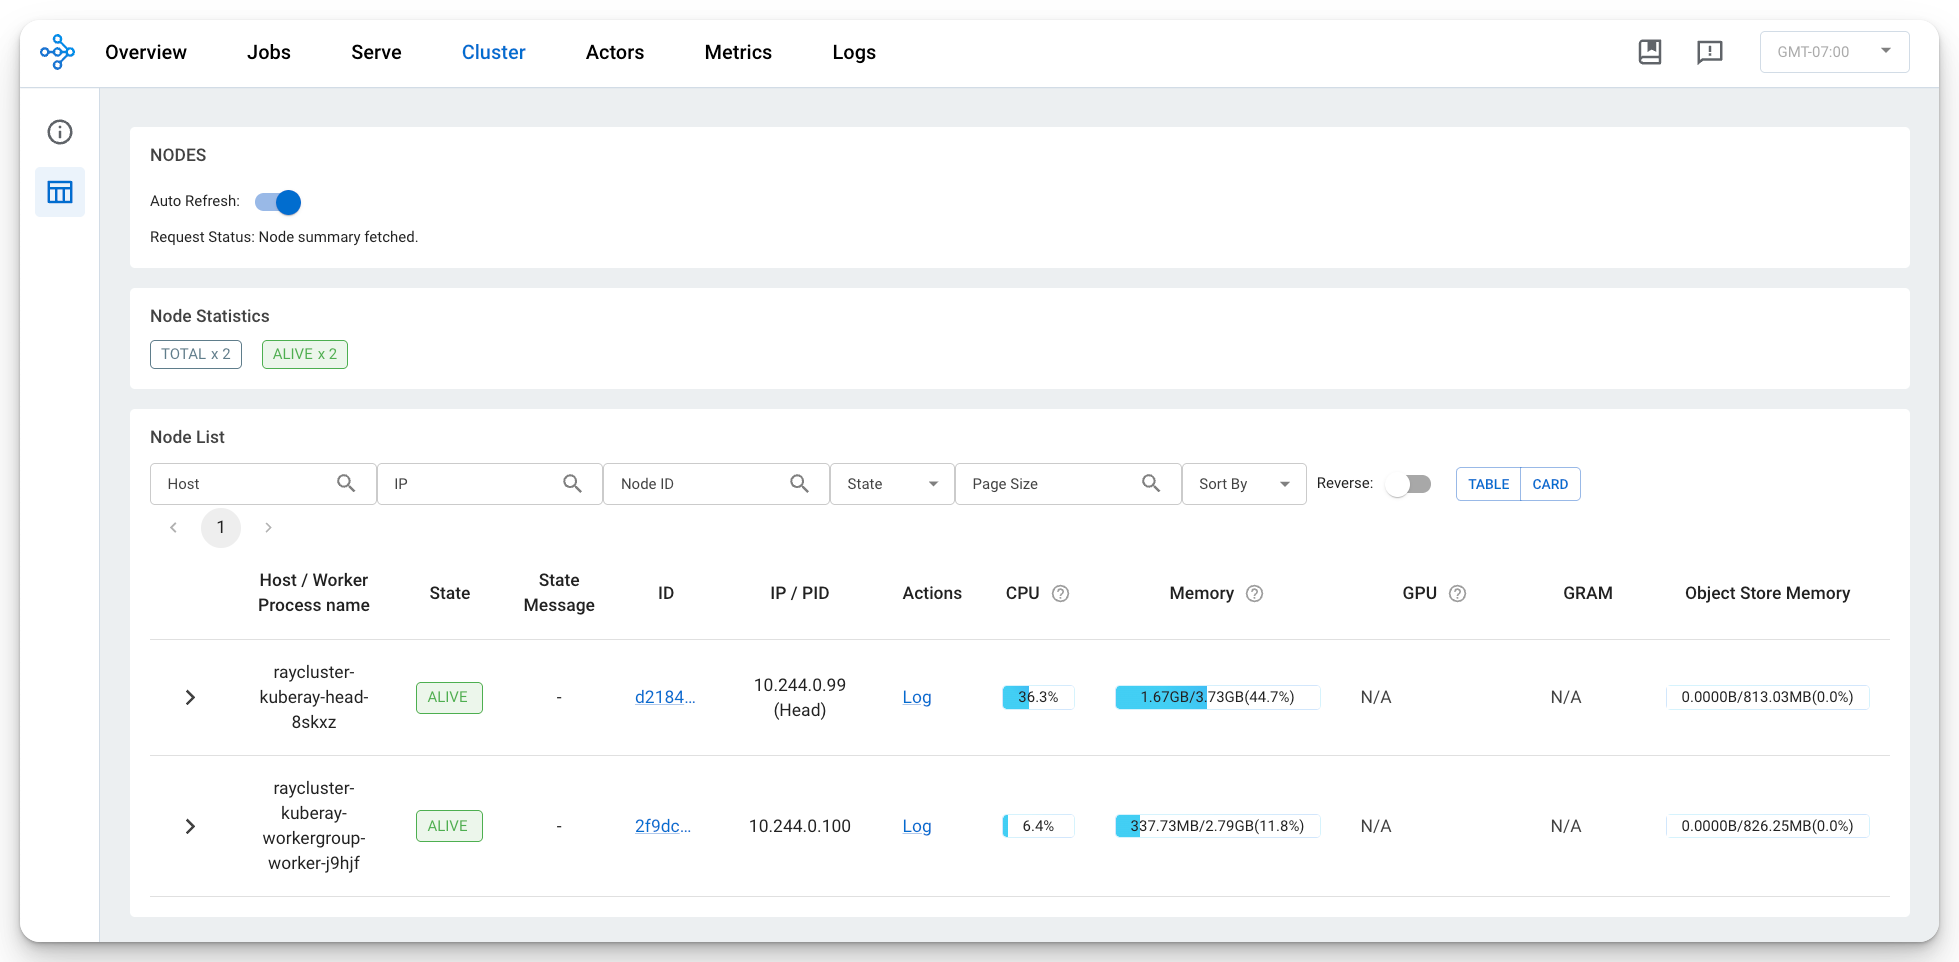 Overview Jobs Serve Cluster Actors Metrics Logs GMT-07:00
NODES
Auto Refresh:
Request Status: Node summary fetched.
Node Statistics
TOTAL x 2 ALIVE x 2
Node List
Host IP Node ID State Page Size Sort By Reverse: TABLE CARD
1
Host / Worker Process name State State Message ID IP / PID Actions CPU Memory GPU GRAM Object Store Memory
raycluster-
kuberay-head-
8skxz
ALIVE - d2184... 10.244.0.99
(Head)
Log 36.3% 1.67GB/3.73GB(44.7%) N/A N/A 0.0000B/813.03MB(0.0%)
raycluster-
kuberay-
workergroup-
worker-j9hjf
ALIVE - 2f9dc... 10.244.0.100 Log 6.4% 337.73MB/2.79GB(11.8%) N/A N/A 0.0000B/826.25MB(0.0%)